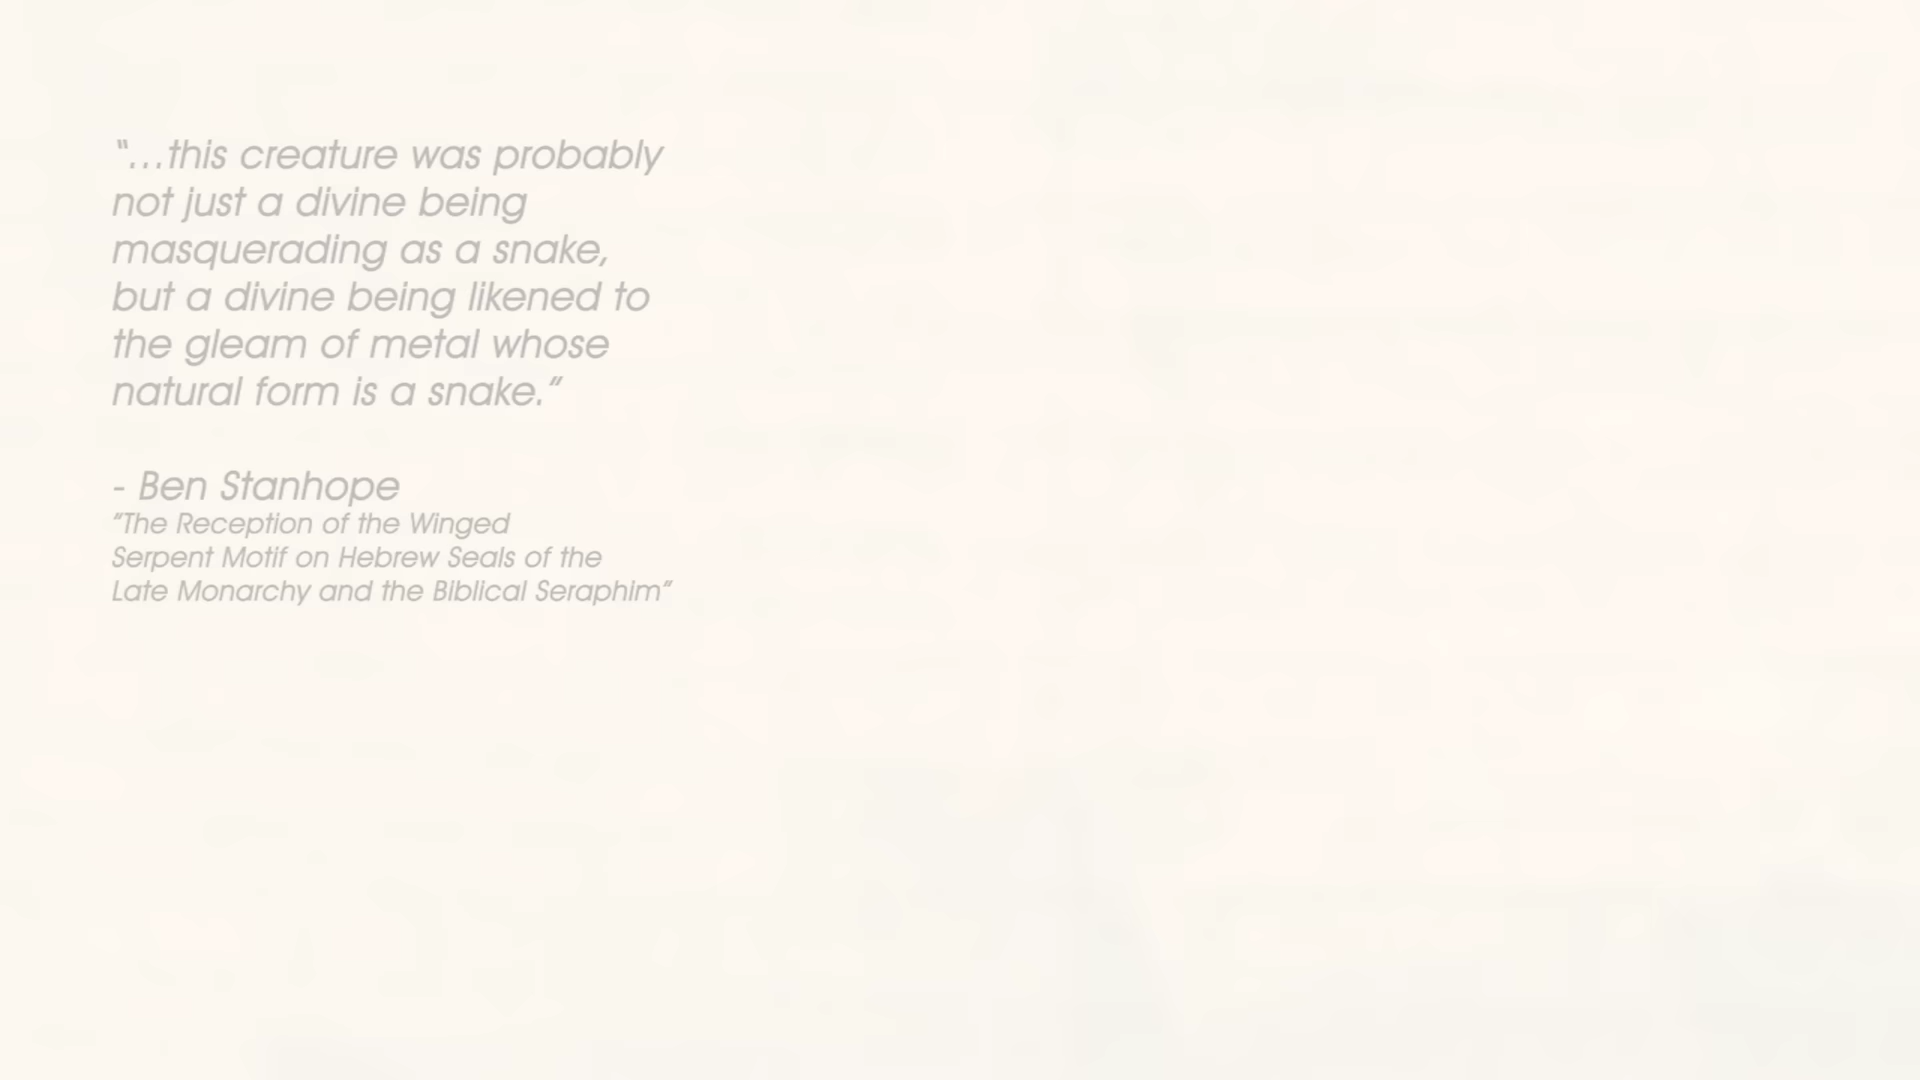 “...this creature was probably
not just a divine being
masquerading as a snake,
but a divine being likened to
the gleam of metal whose
natural form is a snake.”
- Ben Stanhope
”The Reception of the Winged
Serpent Motif on Hebrew Seals of the
Late Monarchy and the Biblical Seraphim”